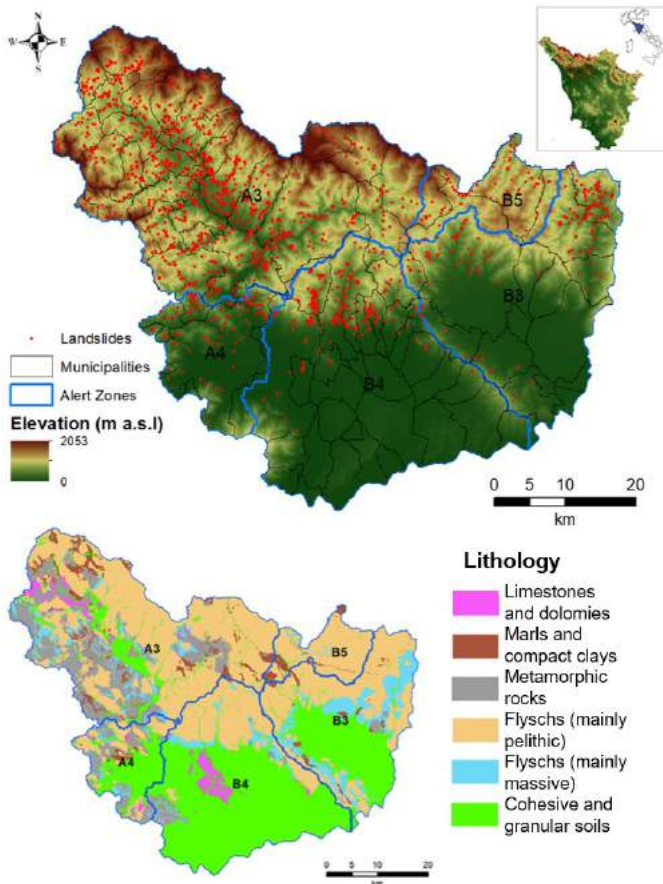 N
W E
S
A3
B5
B3
A4
B4
Landslides
Municipalities
Alert Zones
Elevation (m a.s.l)
2053
0
0 5 10 20
km
A3
B5
B3
A4
B4
0 5 10 20
km
Lithology
Limestones
and dolomies
Marls and
compact clays
Metamorphic
rocks
Flyschs (mainly
pelithic)
Flyschs (mainly
massive)
Cohesive and
granular soils